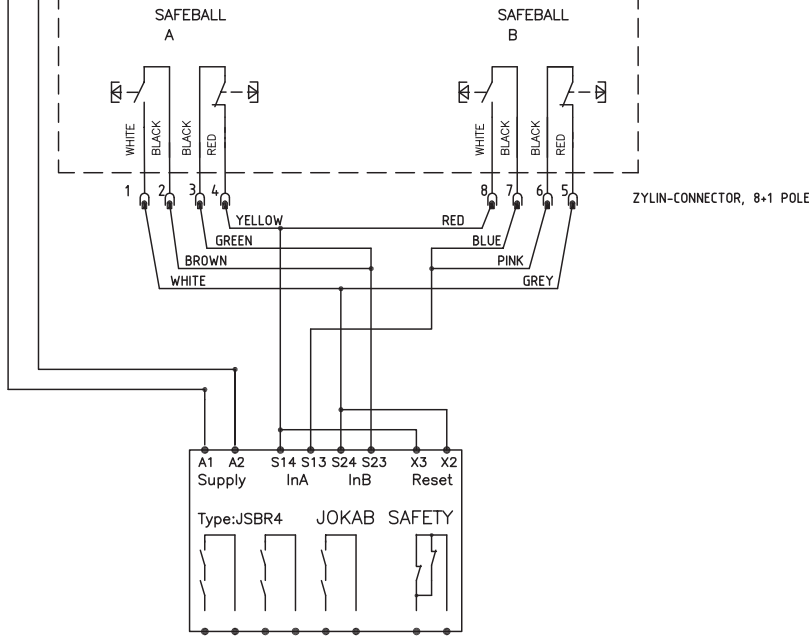 SAFEBALL SAFEBALL
A B
WHITE BLACK BLACK RED WHITE BLACK BLACK RED
1 2 3 4 8 7 6 5
ZYLIN-CONNECTOR, 8+1 POLE
YELLOW RED
GREEN BLUE
BROWN PINK
WHITE GREY
A1 A2 S14 S13 S24 S23 X3 X2
Supply InA InB Reset
Type:JSBR4 JOKAB SAFETY